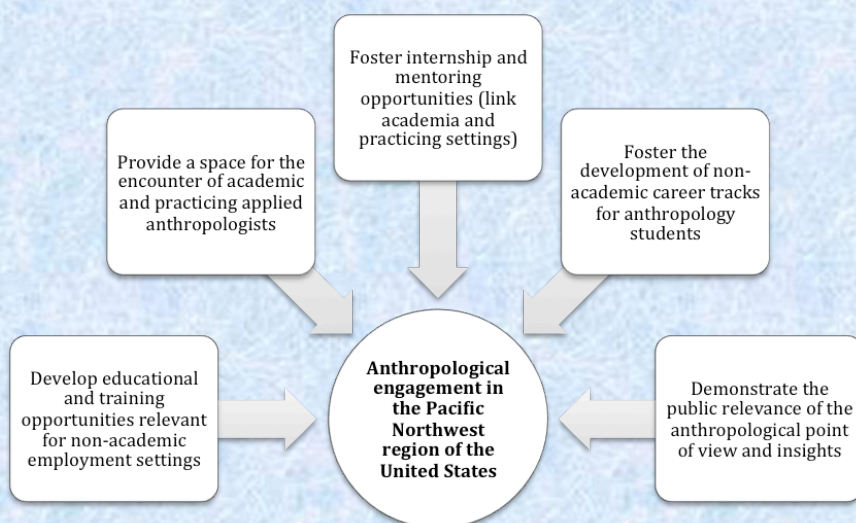 Foster internship and
mentoring
opportunities (link
academia and
practicing settings)
Provide a space for the
encounter of academic
and practicing applied
anthropologists
Foster the
development of non-
academic career tracks
for anthropology
students
Develop educational
and training
opportunities relevant
for non-academic
employment settings
Anthropological
engagement in
the Pacific
Northwest
region of the
United States
Demonstrate the
public relevance of the
anthropological point
of view and insights